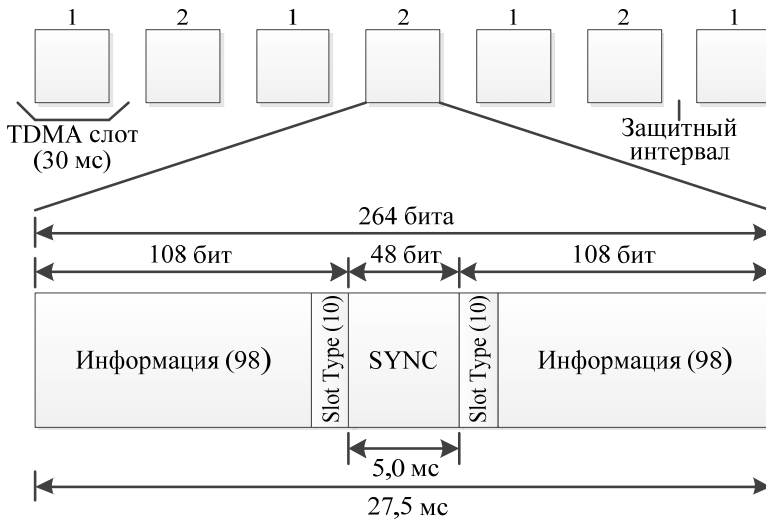 1 2 1 2 1 2 1
TDMA слот
(30 мс)
Защитный
интервал
264 бита
108 бит 48 бит 108 бит
Информация (98) Slot Type (10) SYNC Slot Type (10) Информация (98)
5,0 мс
27,5 мс